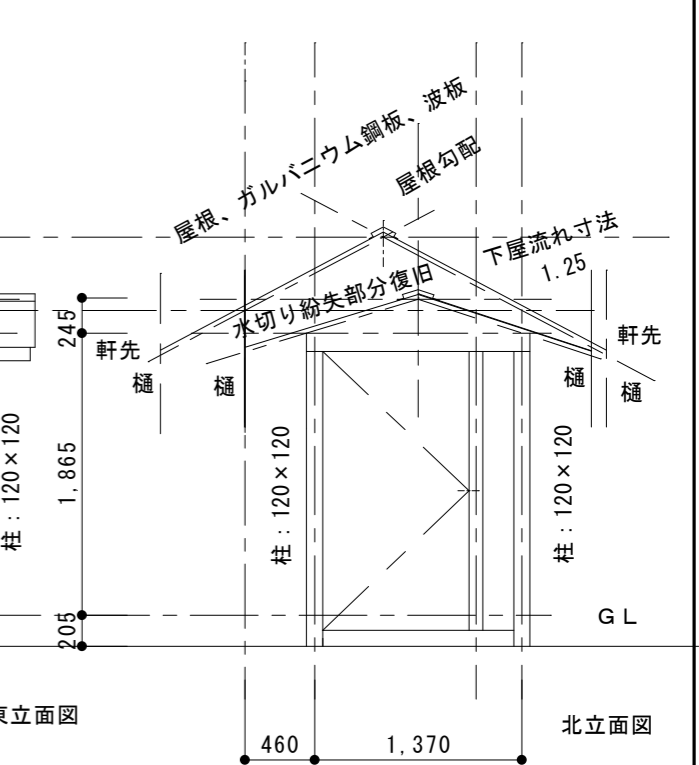 屋根、ガルバニウム鋼板、波板
屋根勾配
下屋流れ寸法
1.25
水切り紛失部分復旧
245
軒先
樋
樋
軒先
樋
樋
柱：120×120
1,865
柱：120×120
柱：120×120
205
ＧＬ
立面図
北立面図
460
1,370